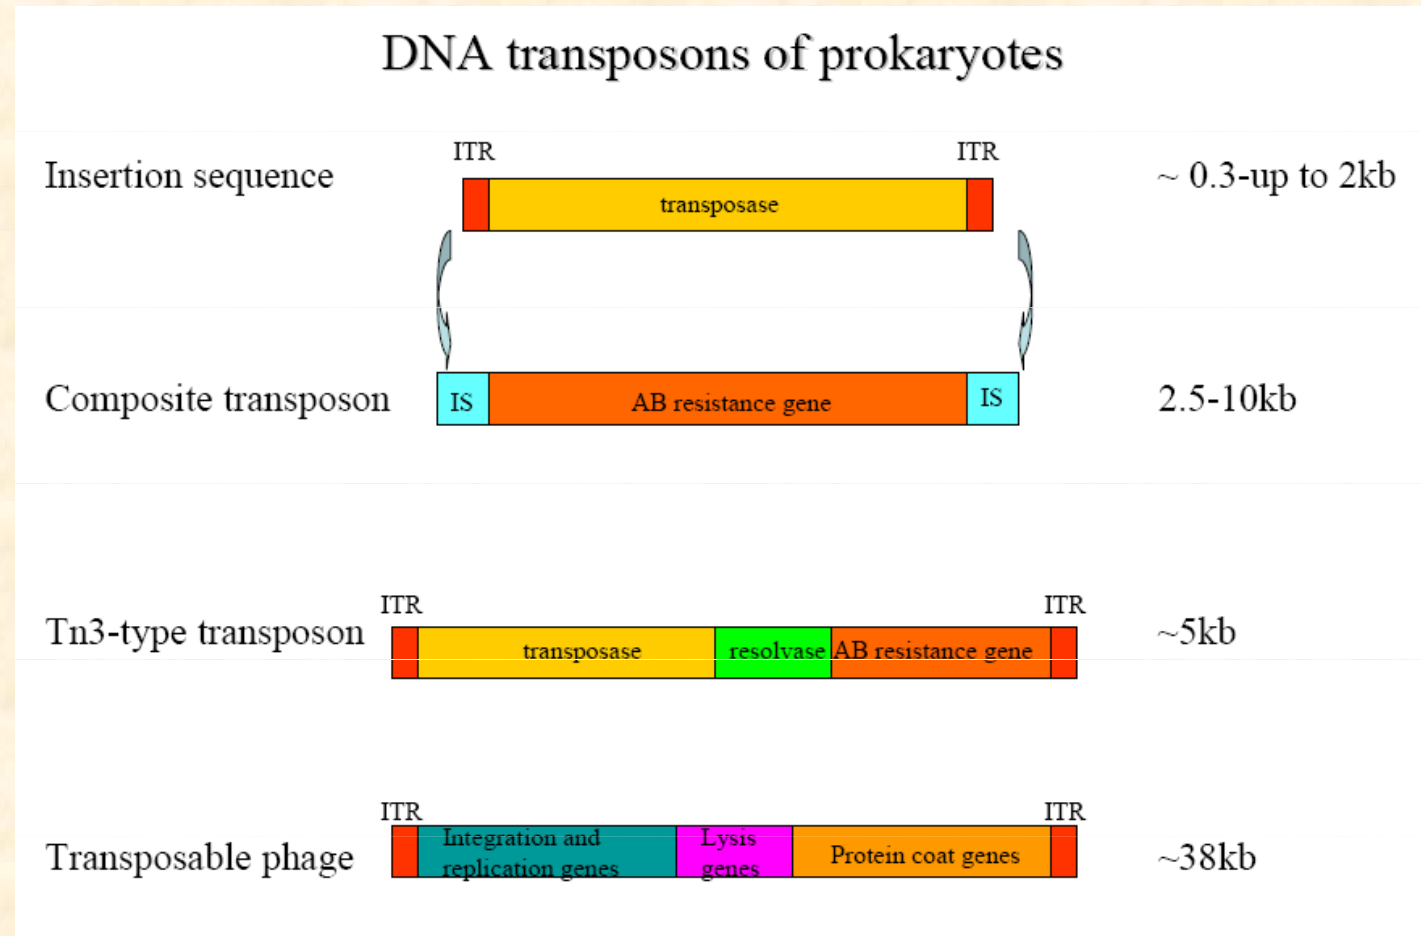 DNA transposons of prokaryotes
ITR ITR
Insertion sequence ~ 0.3-up to 2kb
transposase
Composite transposon IS AB resistance gene IS 2.5-10kb
ITR ITR
Tn3-type transposon ~5kb
transposase resolvase AB resistance gene
ITR ITR
Integration and Lysis
Transposable phage Protein coat genes ~38kb
replication genes genes